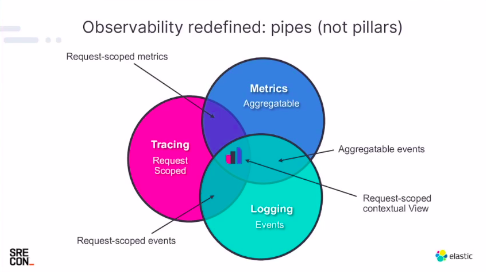 Observability redefined: pipes (not pillars)
Request-scoped metrics
Metrics
Aggregatable
Tracing
Request
Scoped
Aggregatable events
Request-scoped
contextual View
Logging
Events
Request-scoped events
SRE
CON_
elastic